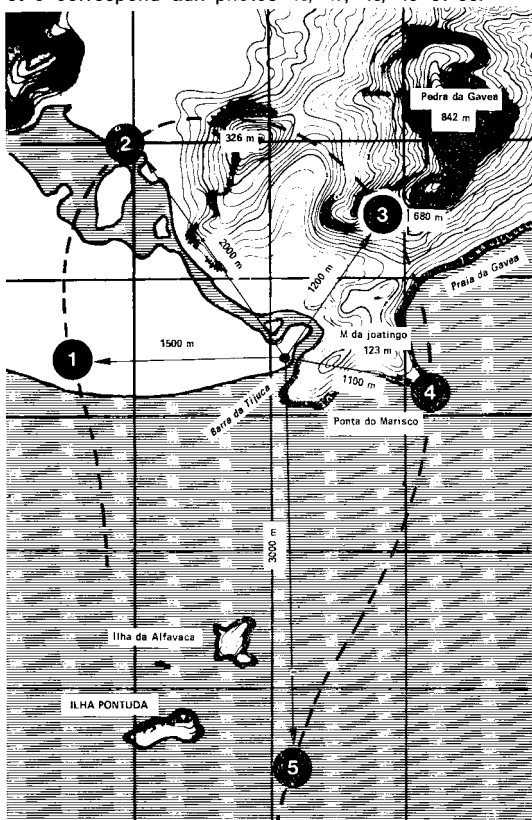 Pedra da Gavea
842 m
2
326 m
3
680 m
2000 m
1200 m
Praia da Gavea
1
1500 m
M da joatingo
123 m
4
1100 m
Barra da Tijuca
Ponta do Marisco
3000 m
Ilha da Alfavaca
ILHA PONTUDA
5